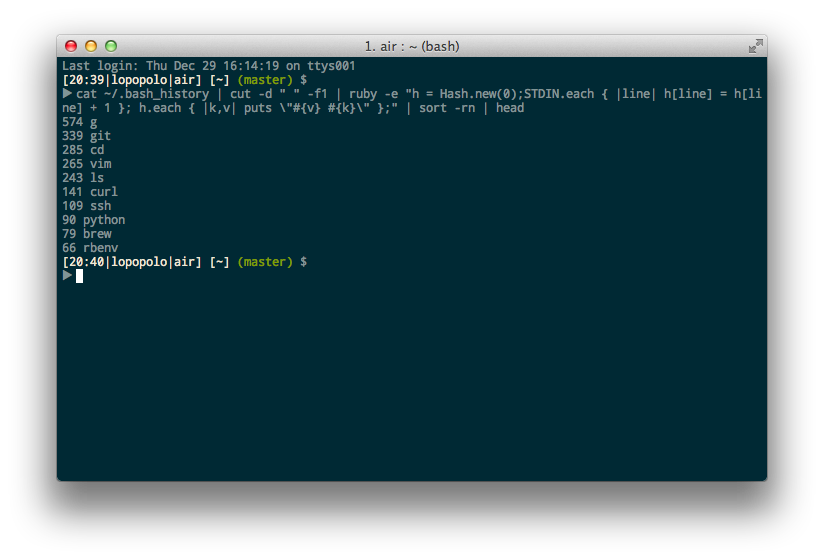 1. air : ~ (bash)
Last login: Thu Dec 29 16:14:19 on ttys001
[20:39|lopopolo|air] [~] (master) $
▶cat ~/.bash_history | cut -d " " -f1 | ruby -e "h = Hash.new(0);STDIN.each { |line| h[line] = h[li
ne] + 1 }; h.each { |k,v| puts \"#{v} #{k}\" };" | sort -rn | head
574 g
339 git
285 cd
265 vim
243 ls
141 curl
109 ssh
90 python
79 brew
66 rbenv
[20:40|lopopolo|air] [~] (master) $
▶